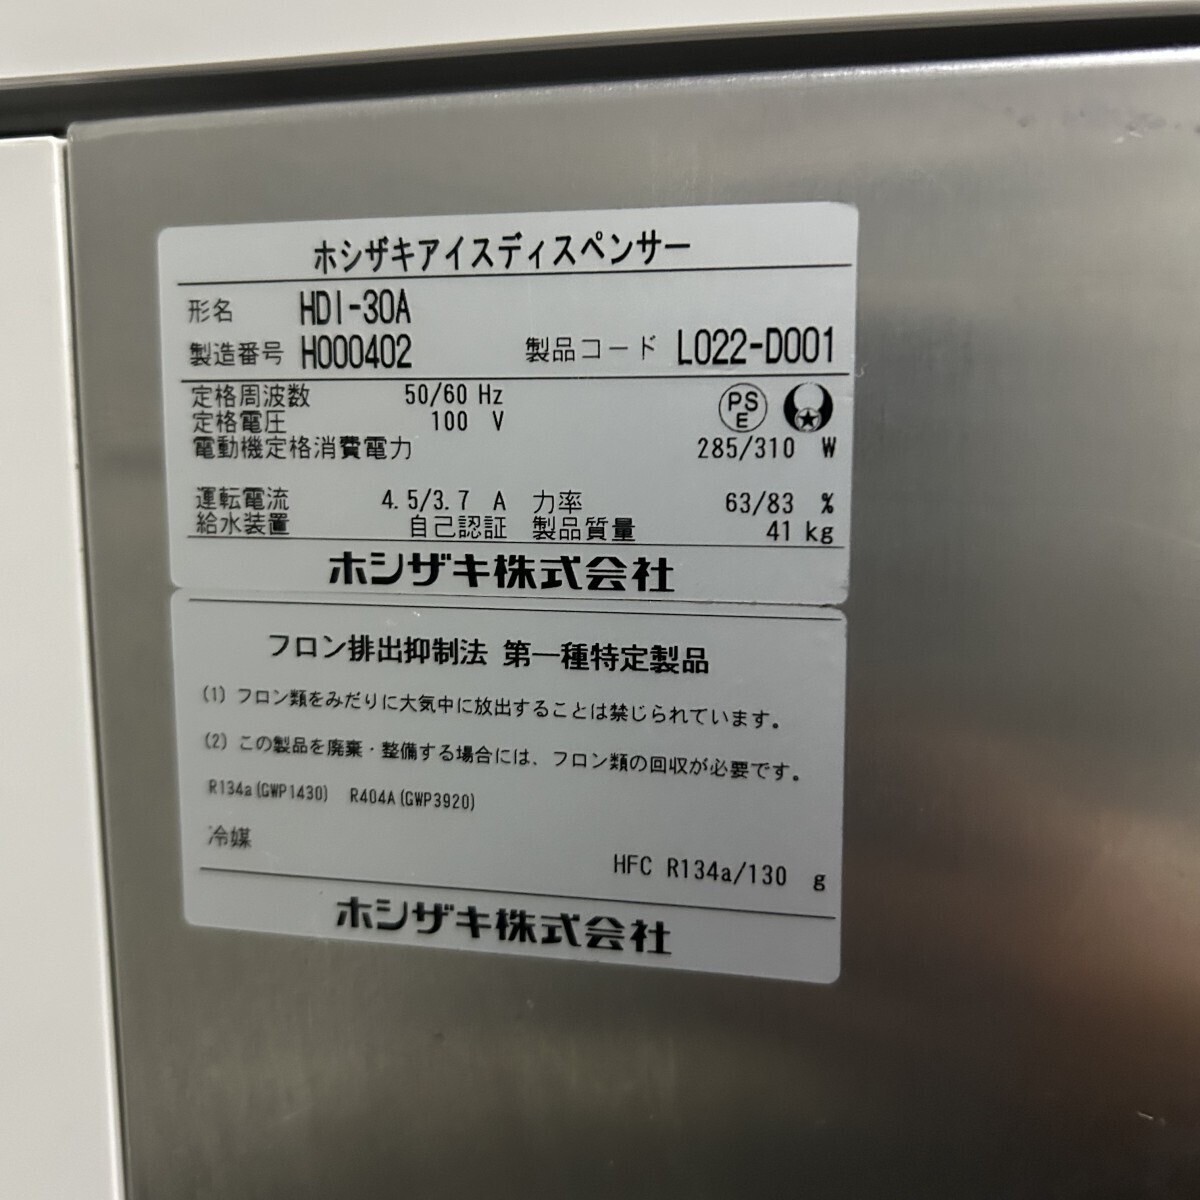 ホシザキアイスディスペンサー
形名 HDI-30A
製造番号 H000402 製品コード L022-D001
定格周波数 50/60 Hz
定格電圧 100 V
PS E
電動機定格消費電力 285/310 W
運転電流 4.5/3.7 A 力率 63/83 %
給水装置 自己認証 製品質量 41 kg
ホシザキ株式会社
フロン排出抑制法 第一種特定製品
(1) フロン類をみだりに大気中に放出することは禁じられています。
(2) この製品を廃棄・整備する場合には、フロン類の回収が必要です。
R134a(GWP1430) R404A(GWP3920)
冷媒
HFC R134a/130 g
ホシザキ株式会社